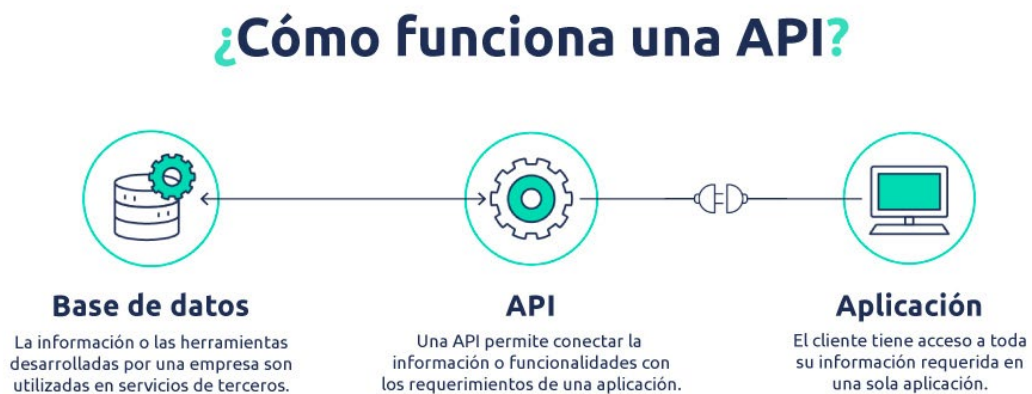 ¿Cómo funciona una API?
Base de datos
La información o las herramientas
desarrolladas por una empresa son
utilizadas en servicios de terceros.
API
Una API permite conectar la
información o funcionalidades con
los requerimientos de una aplicación.
Aplicación
El cliente tiene acceso a toda
su información requerida en
una sola aplicación.